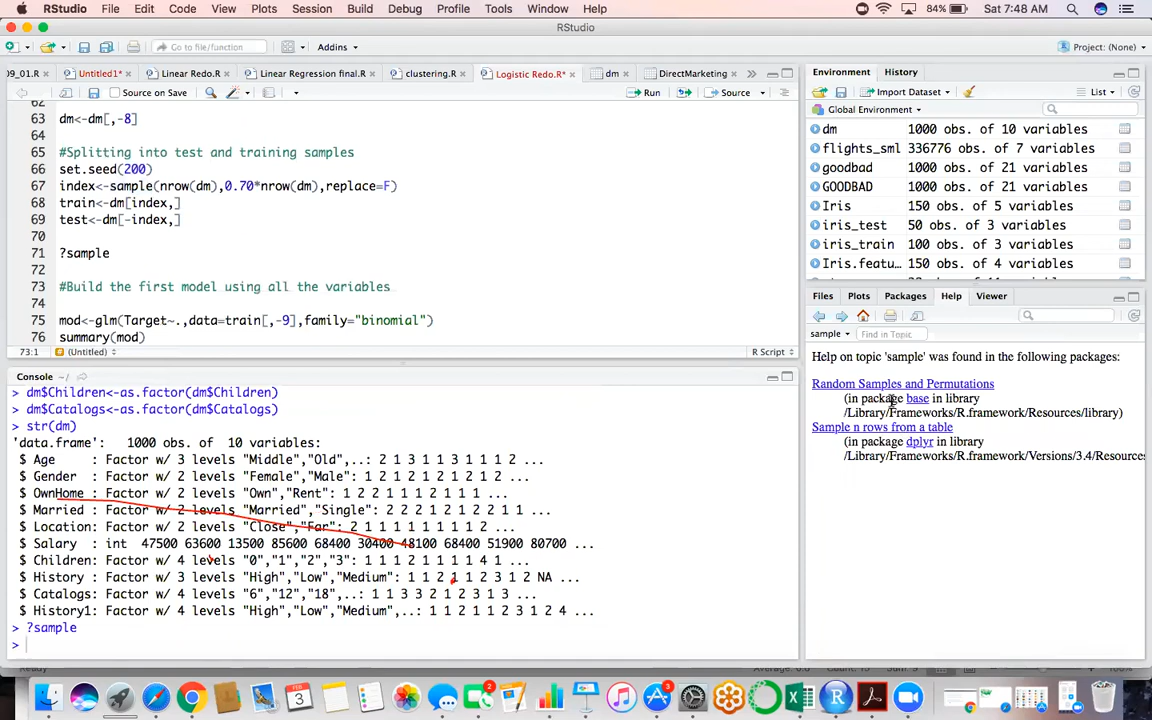 RStudio File Edit Code View Plots Session Build Debug Profile Tools Window Help 84% Sat 7:48 AM
RStudio
Go to file/function Addins Project: (None)
09_01.R Untitled1* Linear Redo.R Linear Regression final.R clustering.R Logistic Redo.R* dm DirectMarketing
Source on Save Run Source
62
63 dm<-dm[,-8]
64
65 #Splitting into test and training samples
66 set.seed(200)
67 index<-sample(nrow(dm),0.70*nrow(dm),replace=F)
68 train<-dm[index,]
69 test<-dm[-index,]
70
71 ?sample
72
73 #Build the first model using all the variables
74
75 mod<-glm(Target~.,data=train[,-9],family="binomial")
76 summary(mod)
73:1 (Untitled) R Script
Console ~/
> dm$Children<-as.factor(dm$Children)
> dm$Catalogs<-as.factor(dm$Catalogs)
> str(dm)
'data.frame': 1000 obs. of 10 variables:
$ Age : Factor w/ 3 levels "Middle","Old",..: 2 1 3 1 1 3 1 1 1 2 ...
$ Gender : Factor w/ 2 levels "Female","Male": 1 2 1 2 1 2 1 2 1 1 ...
$ OwnHome : Factor w/ 2 levels "Own","Rent": 1 2 2 1 1 1 2 1 1 1 ...
$ Married : Factor w/ 2 levels "Married","Single": 2 2 2 1 2 1 2 2 1 1 ...
$ Location: Factor w/ 2 levels "Close","Far": 2 1 1 1 1 1 1 1 1 2 ...
$ Salary : int 47500 63600 13500 85600 68400 30400 48100 68400 51900 80700 ...
$ Children: Factor w/ 4 levels "0","1","2","3": 1 1 1 2 1 1 1 1 4 1 ...
$ History : Factor w/ 3 levels "High","Low","Medium": 1 1 2 1 1 2 3 1 2 NA ...
$ Catalogs: Factor w/ 4 levels "6","12","18",..: 1 1 3 3 2 1 2 3 1 3 ...
$ History1: Factor w/ 4 levels "High","Low","Medium",..: 1 1 2 1 1 2 3 1 2 4 ...
> ?sample
>
Environment History
Import Dataset List
Global Environment
dm 1000 obs. of 10 variables
flights_sml 336776 obs. of 7 variables
goodbad 1000 obs. of 21 variables
GOODBAD 1000 obs. of 21 variables
Iris 150 obs. of 5 variables
iris_test 50 obs. of 3 variables
iris_train 100 obs. of 3 variables
Iris.featu… 150 obs. of 4 variables
Files Plots Packages Help Viewer
sample Find in Topic
Help on topic 'sample' was found in the following packages:
Random Samples and Permutations
(in package base in library
/Library/Frameworks/R.framework/Resources/library)
Sample n rows from a table
(in package dplyr in library
/Library/Frameworks/R.framework/Versions/3.4/Resources
Ready
3
2
3